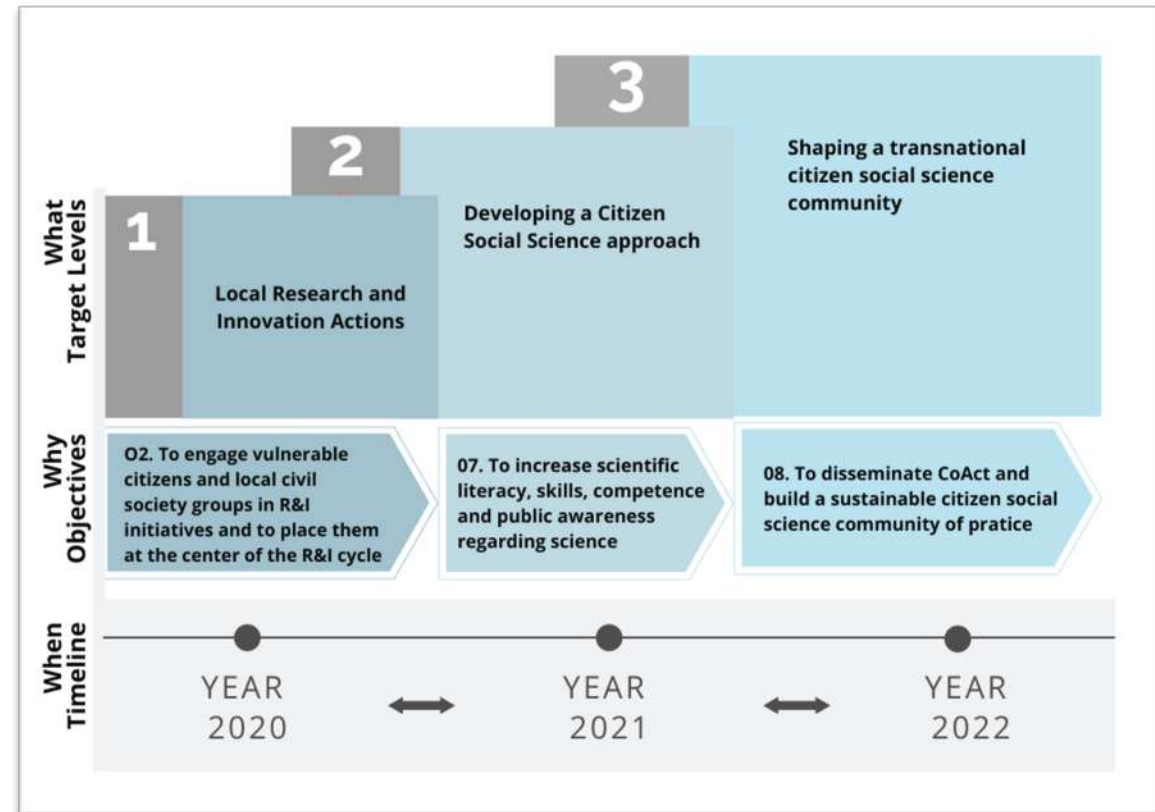 3
2
1
Shaping a transnational
citizen social science
community
Developing a Citizen
Social Science approach
Local Research and
Innovation Actions
What
Target Levels
Why
Objectives
O2. To engage vulnerable
citizens and local civil
society groups in R&I
initiatives and to place them
at the center of the R&I cycle
07. To increase scientific
literacy, skills, competence
and public awareness
regarding science
08. To disseminate CoAct and
build a sustainable citizen social
science community of pratice
When
Timeline
YEAR
2020
YEAR
2021
YEAR
2022